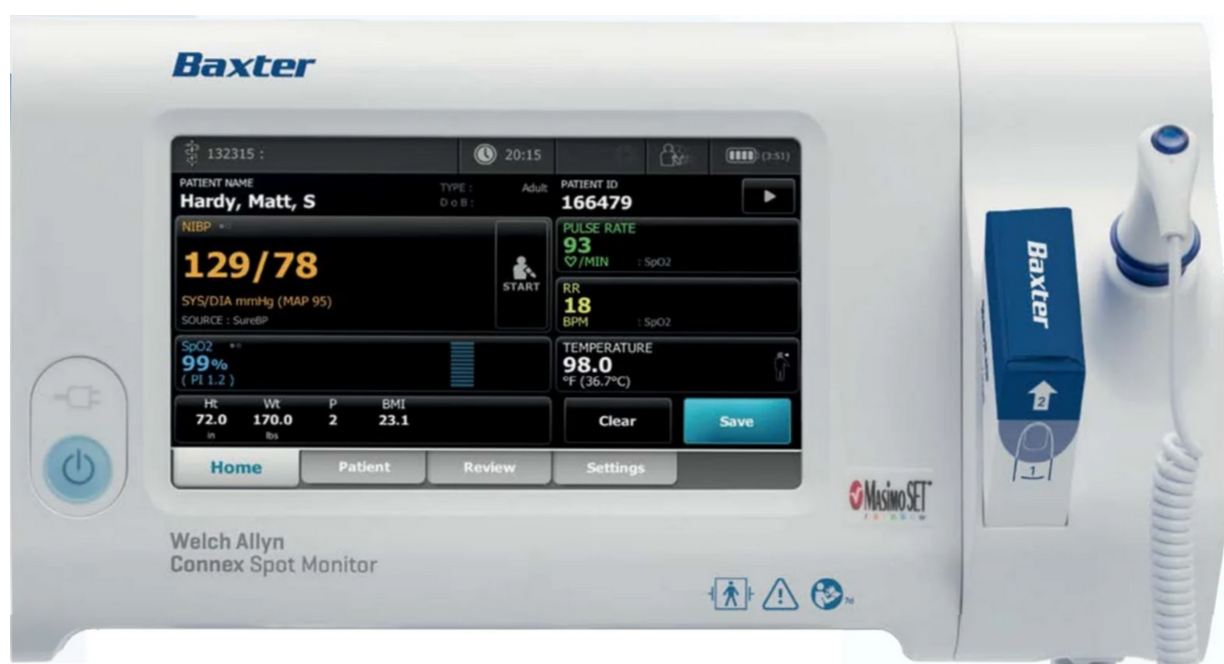 Baxter
132315 :
20:15
(3:51)
PATIENT NAME
Hardy, Matt, S
TYPE : Adult
D o B :
PATIENT ID
166479
NIBP
129/78
SYS/DIA mmHg (MAP 95)
SOURCE : SureBP
START
PULSE RATE
93
/MIN : SpO2
RR
18
BPM : SpO2
SpO2
99%
( PI 1.2 )
TEMPERATURE
98.0
°F (36.7°C)
Ht Wt P BMI
72.0 170.0 2 23.1
in lbs
Clear
Save
Home
Patient
Review
Settings
Welch Allyn
Connex Spot Monitor
Masimo SET
RAINBOW
Baxter
2
1